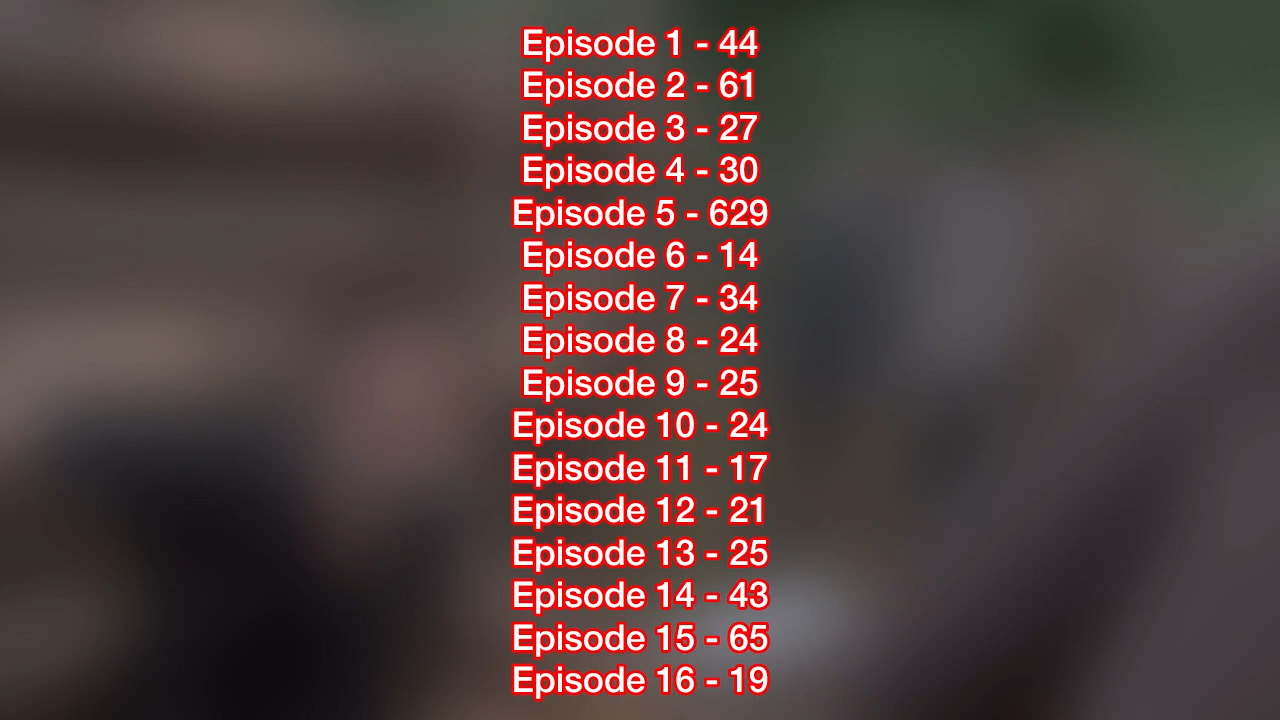 Episode 1 - 44
Episode 2 - 61
Episode 3 - 27
Episode 4 - 30
Episode 5 - 629
Episode 6 - 14
Episode 7 - 34
Episode 8 - 24
Episode 9 - 25
Episode 10 - 24
Episode 11 - 17
Episode 12 - 21
Episode 13 - 25
Episode 14 - 43
Episode 15 - 65
Episode 16 - 19